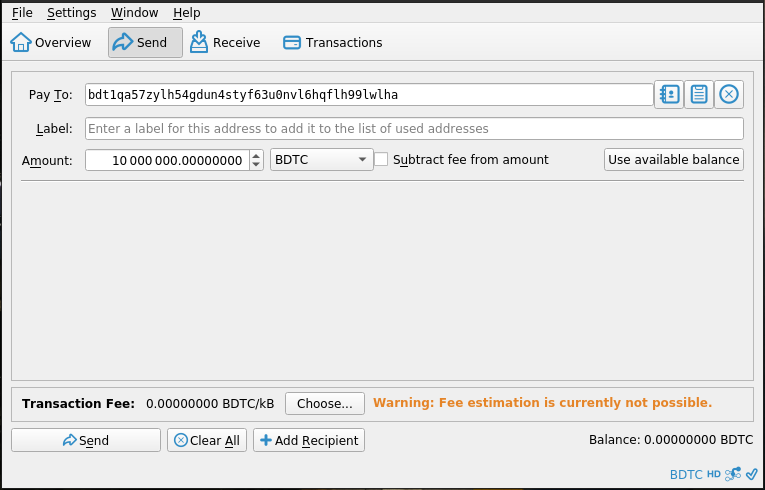 File Settings Window Help
Overview Send Receive Transactions
Pay To: bdt1qa57zylh54gdun4styf63u0nvl6hqflh99lwlha
Label: Enter a label for this address to add it to the list of used addresses
Amount: 10 000 000.00000000 BDTC Subtract fee from amount Use available balance
Transaction Fee: 0.00000000 BDTC/kB Choose... Warning: Fee estimation is currently not possible.
Send Clear All Add Recipient Balance: 0.00000000 BDTC
BDTC HD